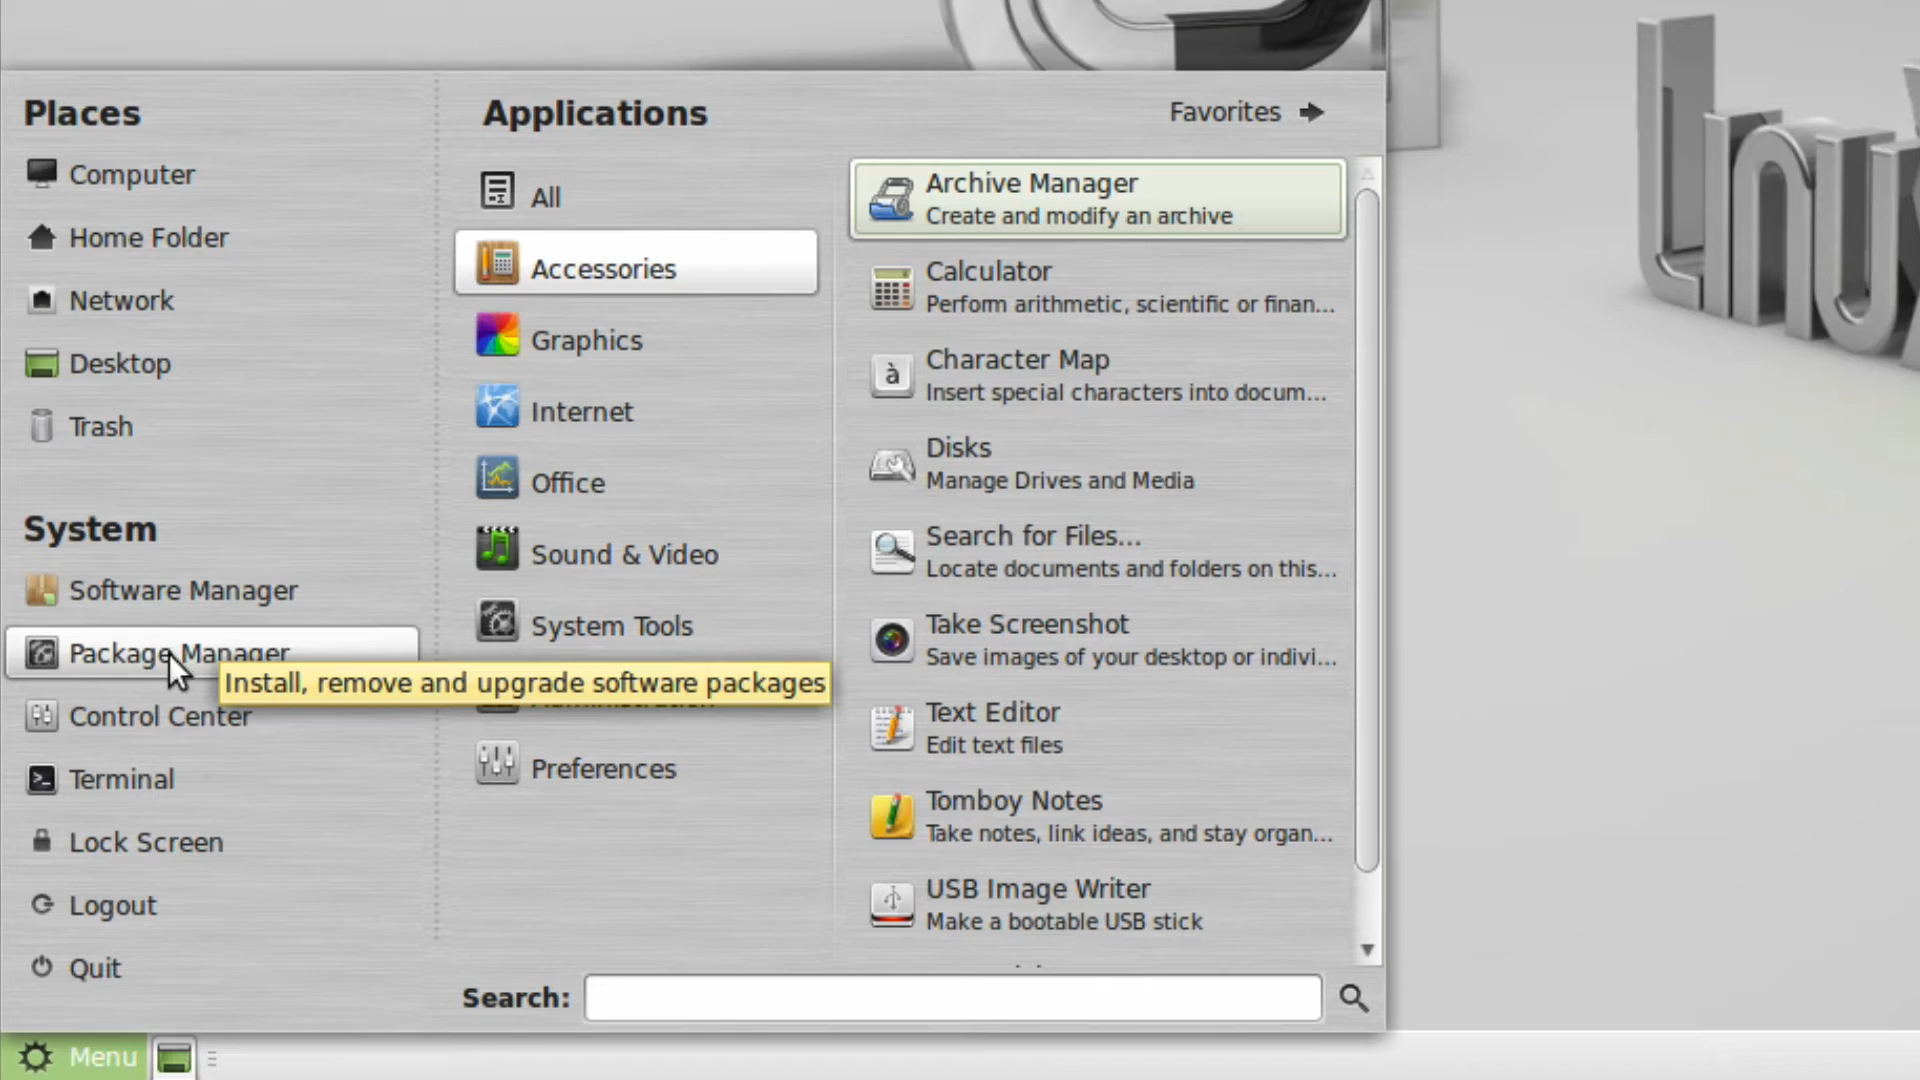 Places
Computer
Home Folder
Network
Desktop
Trash
System
Software Manager
Package Manager
Install, remove and upgrade software packages
Control Center
Terminal
Lock Screen
Logout
Quit
Applications
Favorites
All
Accessories
Graphics
Internet
Office
Sound & Video
System Tools
Preferences
Archive Manager
Create and modify an archive
Calculator
Perform arithmetic, scientific or finan...
Character Map
Insert special characters into docum...
Disks
Manage Drives and Media
Search for Files...
Locate documents and folders on this...
Take Screenshot
Save images of your desktop or indivi...
Text Editor
Edit text files
Tomboy Notes
Take notes, link ideas, and stay organ...
USB Image Writer
Make a bootable USB stick
Search:
Menu
Linux